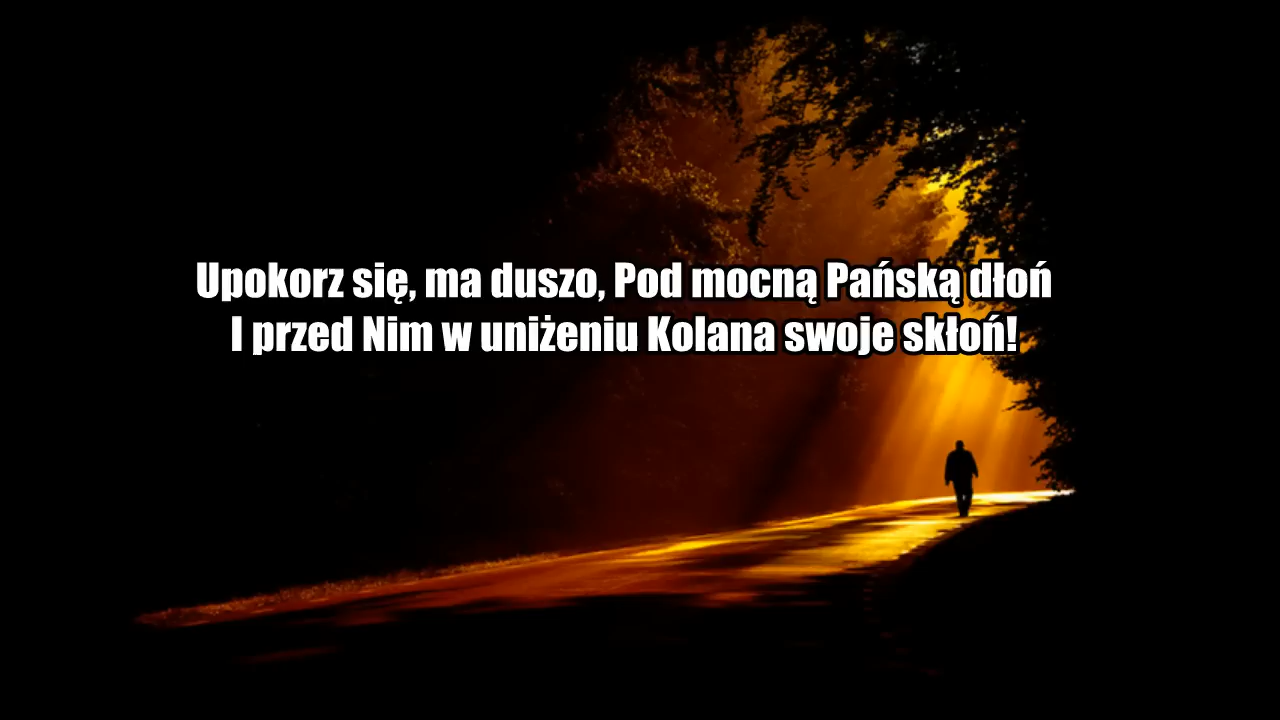 Upokorz się, ma duszo, Pod mocną Pańską dłoń
I przed Nim w uniżeniu Kolana swoje skłoń!